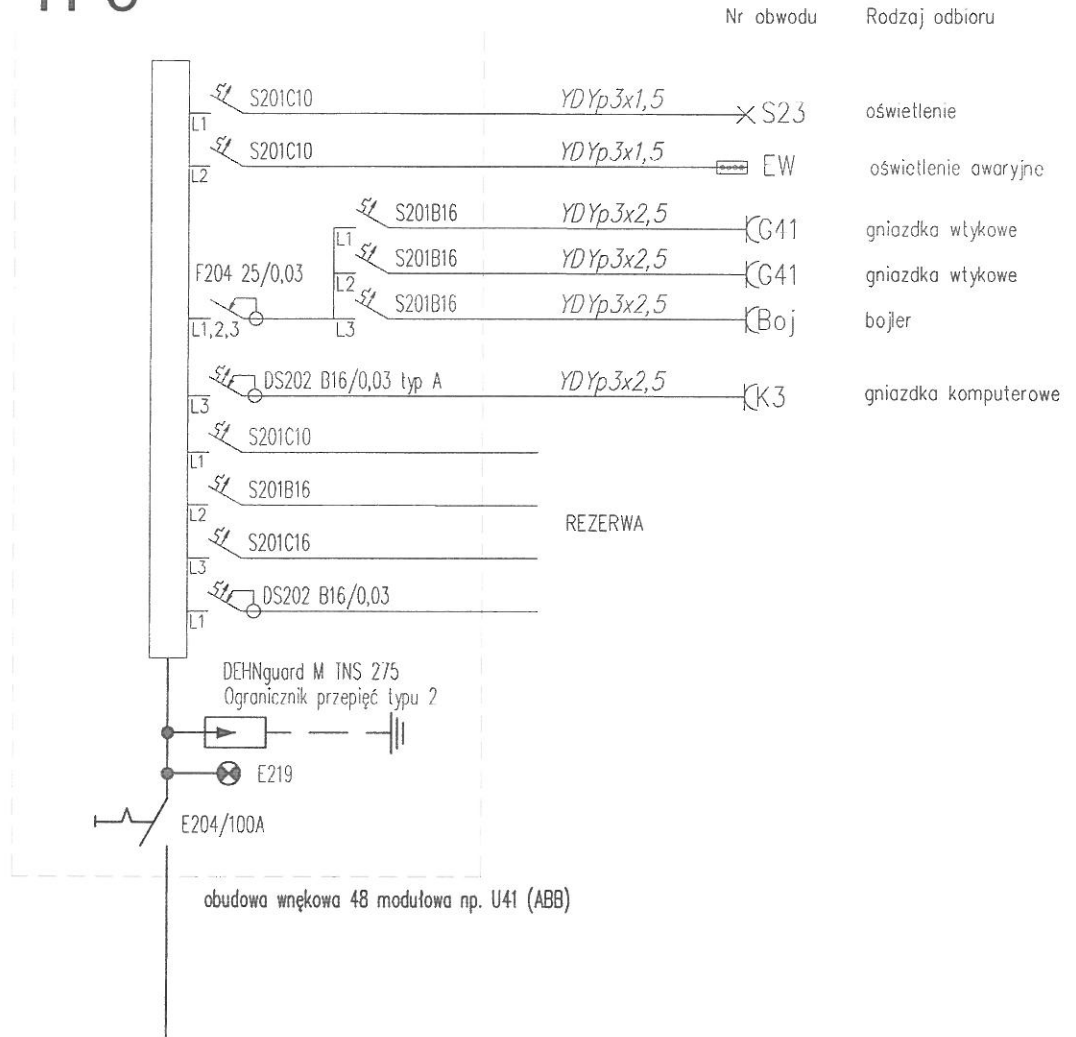 Nr obwodu Rodzaj odbioru
S201C10 YDYp3x1,5 S23 oświetlenie
L1
S201C10 YDYp3x1,5 EW oświetlenie awaryjne
L2
S201B16 YDYp3x2,5 G41 gniazdka wtykowe
L1
S201B16 YDYp3x2,5 G41 gniazdka wtykowe
F204 25/0,03
L2
S201B16 YDYp3x2,5 Boj bojler
L1,2,3 L3
DS202 B16/0,03 typ A YDYp3x2,5 K3 gniazdka komputerowe
L3
S201C10
L1
S201B16
L2
REZERWA
S201C16
L3
DS202 B16/0,03
L1
DEHNguard M TNS 275
Ogranicznik przepięć typu 2
E219
E204/100A
obudowa wnękowa 48 modułowa np. U41 (ABB)